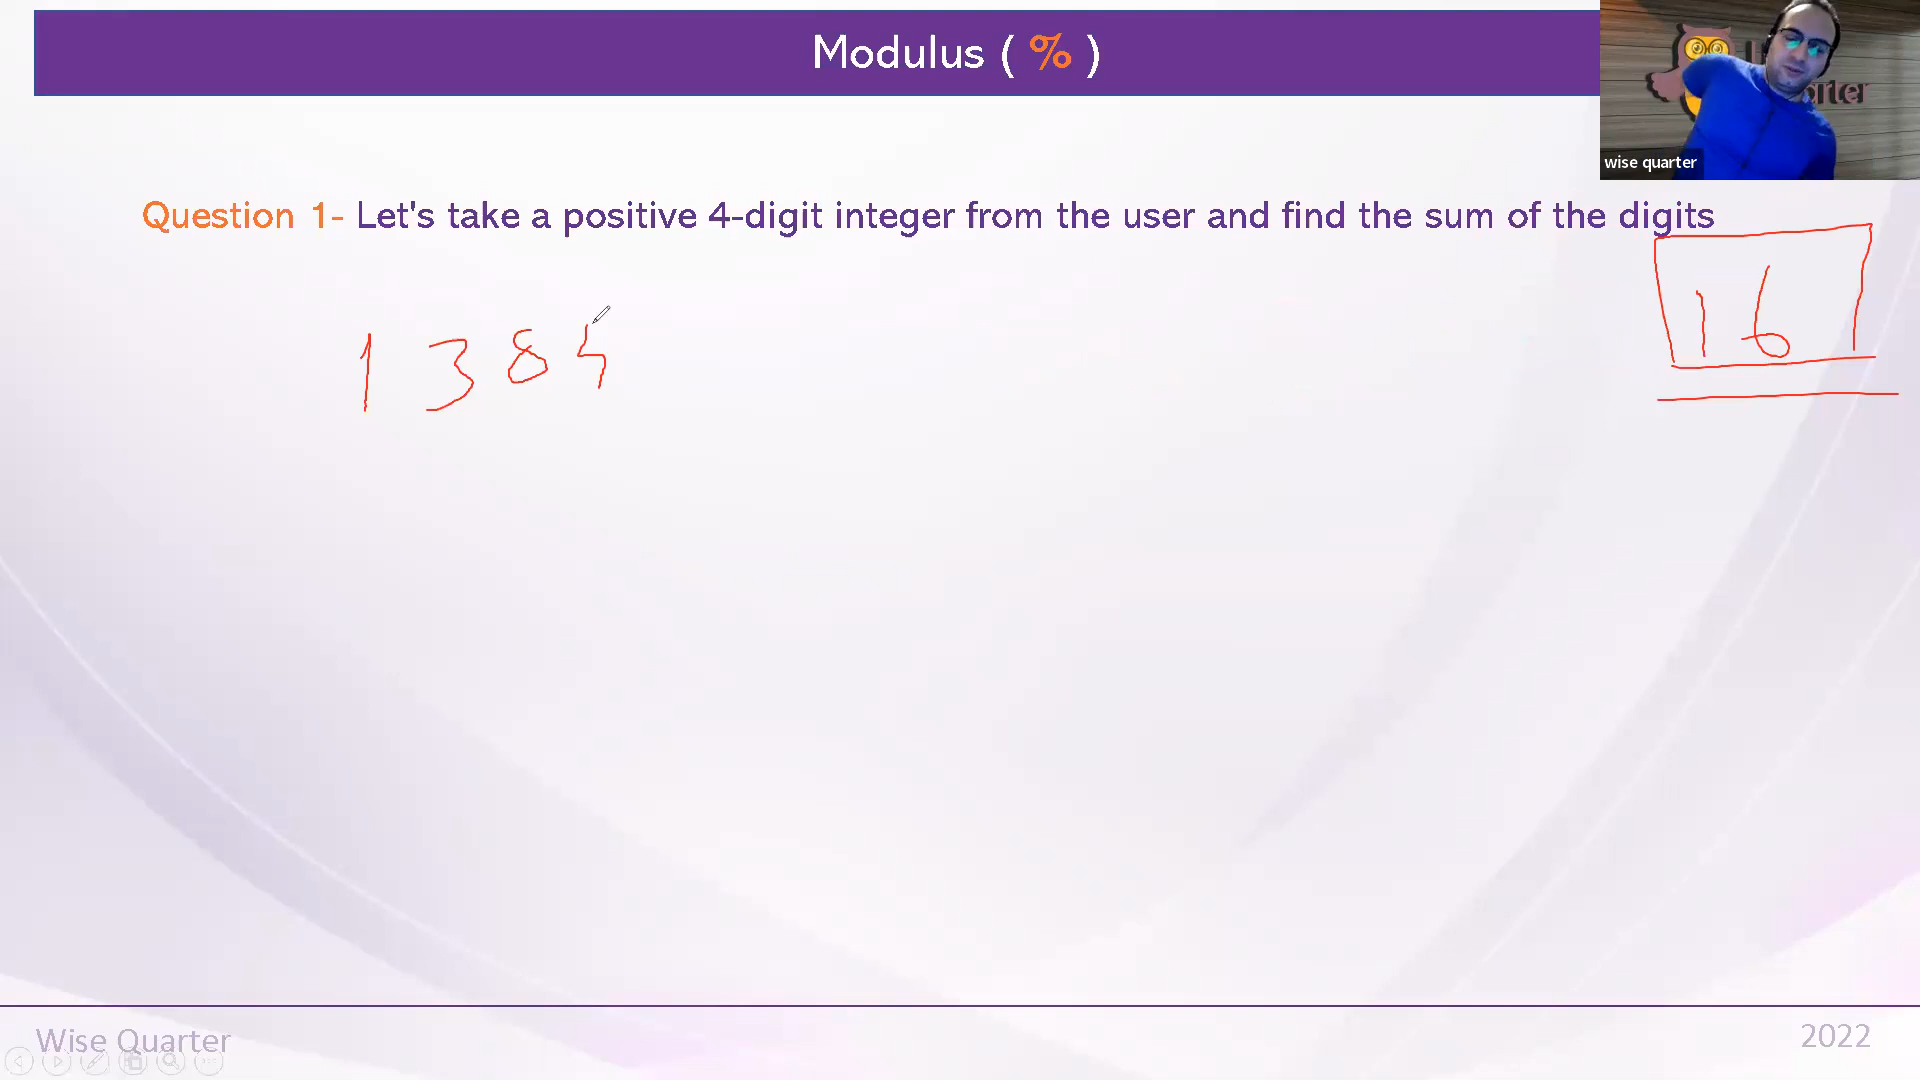 Modulus ( % )
wise quarter
arter
Question 1- Let's take a positive 4-digit integer from the user and find the sum of the digits
16
1 3 8 4
Wise Quarter
2022